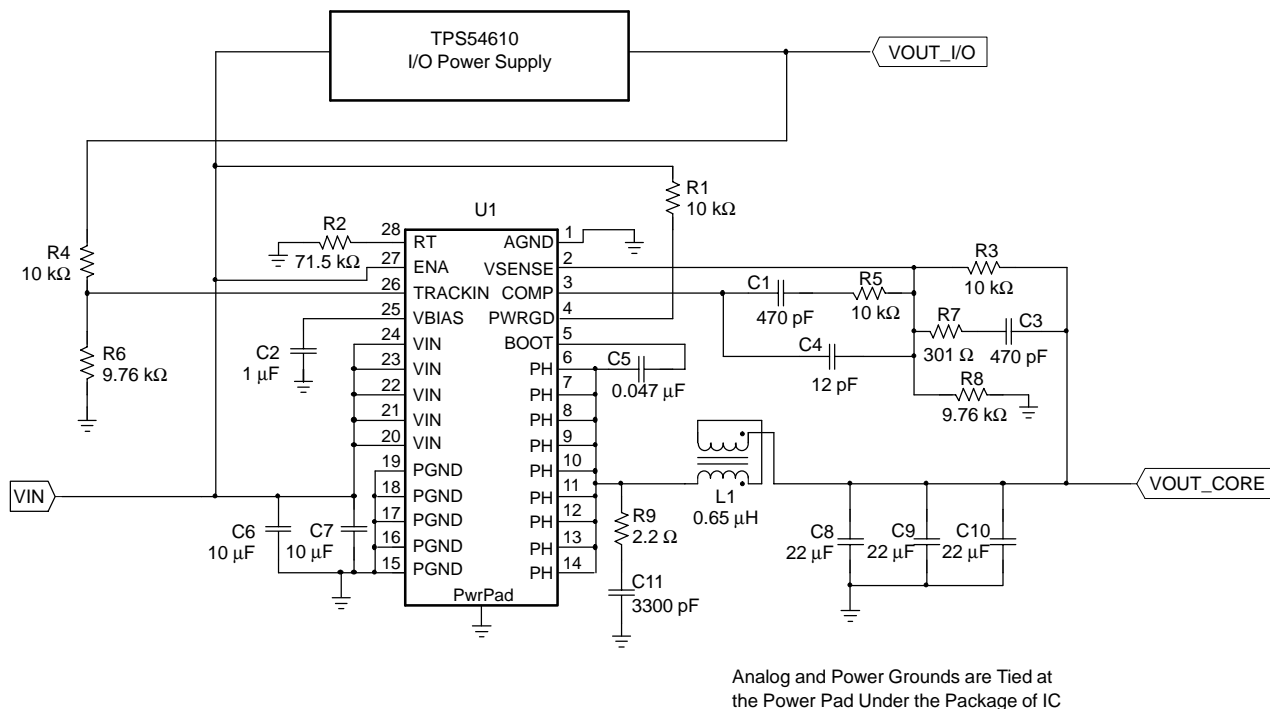 TPS54610
I/O Power Supply
VOUT_I/O
R1
10 kΩ
U1
R4
10 kΩ
R2
71.5 kΩ
R6
9.76 kΩ
C2
1 μF
28 RT
27 ENA
26 TRACKIN
25 VBIAS
24 VIN
23 VIN
22 VIN
21 VIN
20 VIN
19 PGND
18 PGND
17 PGND
16 PGND
15 PGND
AGND 1
VSENSE 2
COMP 3
PWRGD 4
BOOT 5
PH 6
PH 7
PH 8
PH 9
PH 10
PH 11
PH 12
PH 13
PH 14
PwrPad
C1
470 pF
R5
10 kΩ
R3
10 kΩ
R7
301 Ω
C3
470 pF
C4
12 pF
R8
9.76 kΩ
C5
0.047 μF
L1
0.65 μH
VIN
C6
10 μF
C7
10 μF
R9
2.2 Ω
C11
3300 pF
C8
22 μF
C9
22 μF
C10
22 μF
VOUT_CORE
Analog and Power Grounds are Tied at
the Power Pad Under the Package of IC